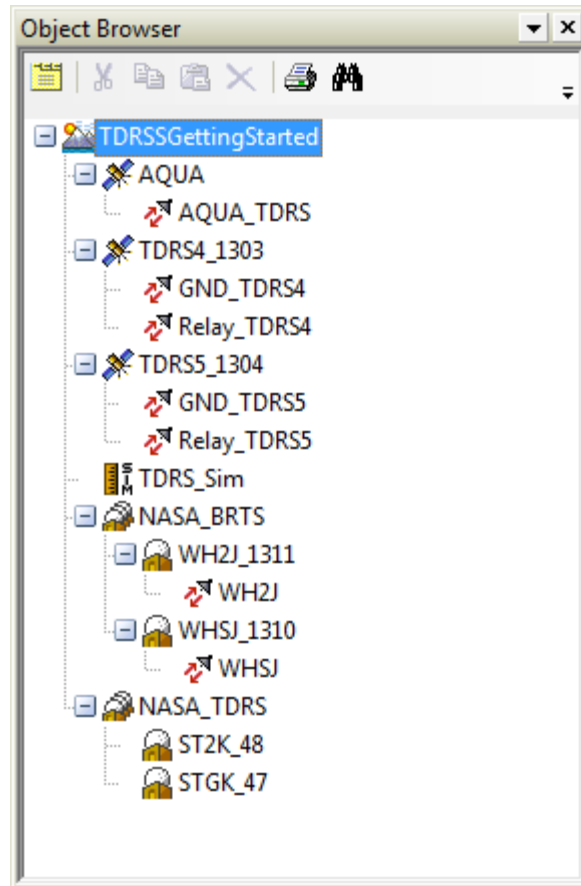 Object Browser
TDRSSGettingStarted
AQUA
AQUA_TDRS
TDRS4_1303
GND_TDRS4
Relay_TDRS4
TDRS5_1304
GND_TDRS5
Relay_TDRS5
SIM TDRS_Sim
NASA_BRTS
WH2J_1311
WH2J
WHSJ_1310
WHSJ
NASA_TDRS
ST2K_48
STGK_47